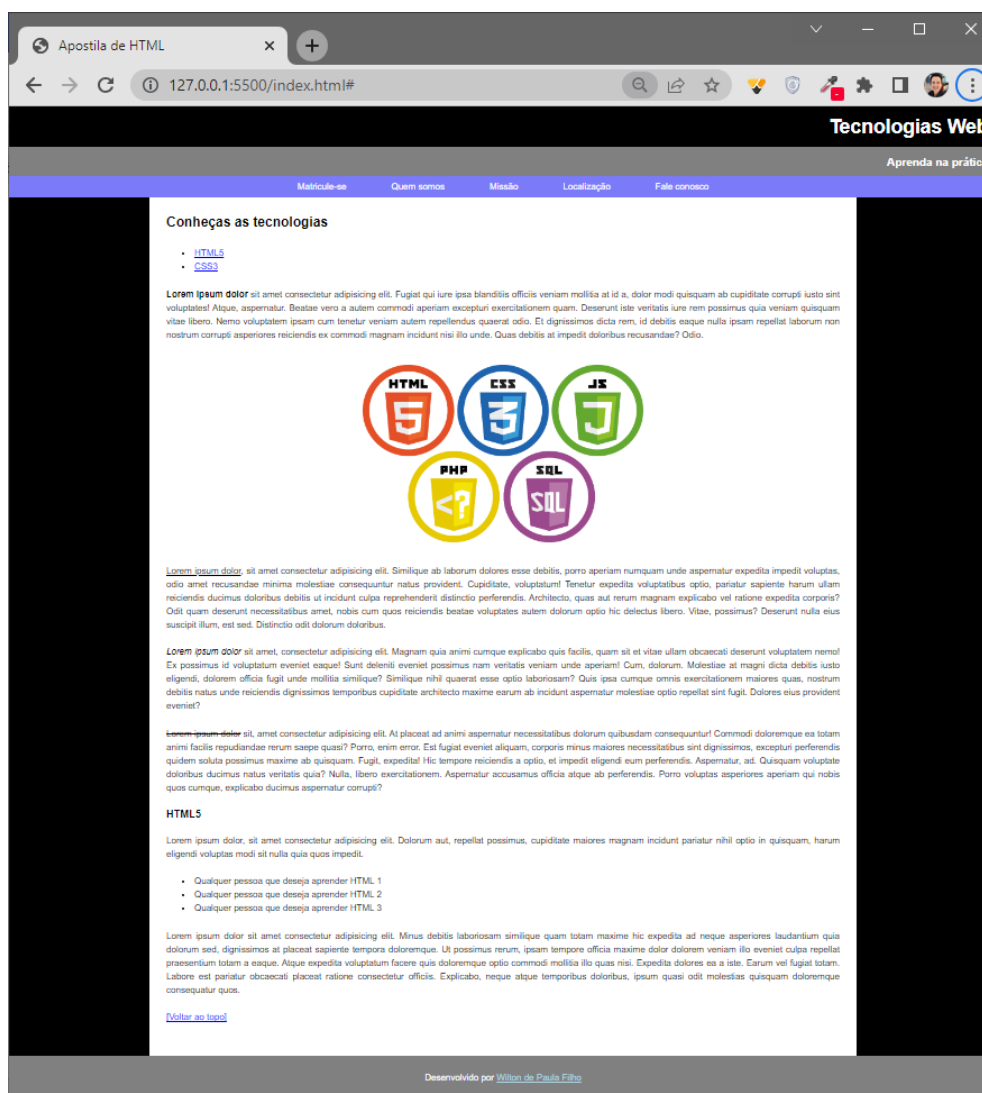 Apostila de HTML
127.0.0.1:5500/index.html#
Tecnologias Web
Aprenda na prátic
Matricule-se Quem somos Missão Localização Fale conosco
Conheças as tecnologias
HTML5
CSS3
Lorem ipsum dolor sit amet consectetur adipisicing elit. Fugiat qui iure ipsa blanditiis officiis veniam mollitia at id a, dolor modi quisquam ab cupiditate corrupti iusto sint
voluptates! Atque, aspernatur. Beatae vero a autem commodi aperiam excepturi exercitationem quam. Deserunt iste veritatis iure rem possimus quia veniam quisquam
vitae libero. Nemo voluptatem ipsam cum tenetur veniam autem repellendus quaerat odio. Et dignissimos dicta rem, id debitis eaque nulla ipsam repellat laborum non
nostrum corrupti asperiores reiciendis ex commodi magnam incidunt nisi illo unde. Quas debitis at impedit doloribus recusandae? Odio.
HTML CSS JS
5 3 J
PHP SQL
<? SQL
Lorem ipsum dolor, sit amet consectetur adipisicing elit. Similique ab laborum dolores esse debitis, porro aperiam numquam unde aspernatur expedita impedit voluptas,
odio amet recusandae minima molestiae consequuntur natus provident. Cupiditate, voluptatum! Tenetur expedita voluptatibus optio, pariatur sapiente harum ullam
reiciendis ducimus doloribus debitis ut incidunt culpa reprehenderit distinctio perferendis. Architecto, quas aut rerum magnam explicabo vel ratione expedita corporis?
Odit quam deserunt necessitatibus amet, nobis cum quos reiciendis beatae voluptates autem dolorum optio hic delectus libero. Vitae, possimus? Deserunt nulla eius
suscipit illum, est sed. Distinctio odit dolorum doloribus.
Lorem ipsum dolor sit amet, consectetur adipisicing elit. Magnam quia animi cumque explicabo quis facilis, quam sit et vitae ullam obcaecati deserunt voluptatem nemo!
Ex possimus id voluptatum eveniet eaque! Sunt deleniti eveniet possimus nam veritatis veniam unde aperiam! Cum, dolorum. Molestiae at magni dicta debitis iusto
eligendi, dolorem officia fugit unde mollitia similique? Similique nihil quaerat esse optio laboriosam? Quis ipsa cumque omnis exercitationem maiores quas, nostrum
debitis natus unde reiciendis dignissimos temporibus cupiditate architecto maxime earum ab incidunt aspernatur molestiae optio repellat sint fugit. Dolores eius provident
eveniet?
Lorem ipsum dolor sit, amet consectetur adipisicing elit. At placeat ad animi aspernatur necessitatibus dolorum quibusdam consequuntur! Commodi doloremque ea totam
animi facilis repudiandae rerum saepe quasi? Porro, enim error. Est fugiat eveniet aliquam, corporis minus maiores necessitatibus sint dignissimos, excepturi perferendis
quidem soluta possimus maxime ab quisquam. Fugit, expedita! Hic tempore reiciendis a optio, et impedit eligendi eum perferendis. Aspernatur, ad. Quisquam voluptate
doloribus ducimus natus veritatis quia? Nulla, libero exercitationem. Aspernatur accusamus officia atque ab perferendis. Porro voluptas asperiores aperiam qui nobis
quos cumque, explicabo ducimus aspernatur corrupti?
HTML5
Lorem ipsum dolor, sit amet consectetur adipisicing elit. Dolorum aut, repellat possimus, cupiditate maiores magnam incidunt pariatur nihil optio in quisquam, harum
eligendi voluptas modi sit nulla quia quos impedit.
Qualquer pessoa que deseja aprender HTML 1
Qualquer pessoa que deseja aprender HTML 2
Qualquer pessoa que deseja aprender HTML 3
Lorem ipsum dolor sit amet consectetur adipisicing elit. Minus debitis laboriosam similique quam totam maxime hic expedita ad neque asperiores laudantium quia
dolorum sed, dignissimos at placeat sapiente tempora doloremque. Ut possimus rerum, ipsam tempore officia maxime dolor dolorem veniam illo eveniet culpa repellat
praesentium totam a eaque. Atque expedita voluptatum facere quis doloremque optio commodi mollitia illo quas nisi. Expedita dolores ea a iste. Earum vel fugiat totam.
Labore est pariatur obcaecati placeat ratione consectetur officiis. Explicabo, neque atque temporibus doloribus, ipsum quasi odit molestias quisquam doloremque
consequatur quos.
[Voltar ao topo]
Desenvolvido por Wilton de Paula Filho